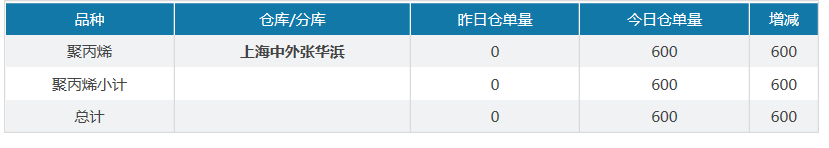 品种 仓库/分库 昨日仓单量 今日仓单量 增减
聚丙烯 上海中外张华浜 0 600 600
聚丙烯小计 0 600 600
总计 0 600 600